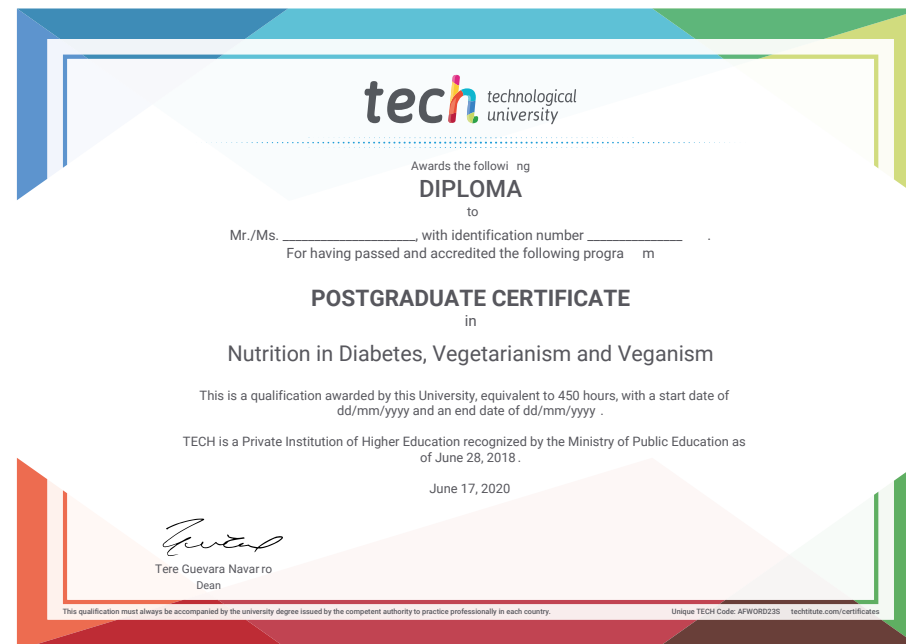 tech technological
university
Awards the followi ng
DIPLOMA
to
Mr./Ms. _____________________, with identification number _______________ .
For having passed and accredited the following progra m
POSTGRADUATE CERTIFICATE
in
Nutrition in Diabetes, Vegetarianism and Veganism
This is a qualification awarded by this University, equivalent to 450 hours, with a start date of
dd/mm/yyyy and an end date of dd/mm/yyyy .
TECH is a Private Institution of Higher Education recognized by the Ministry of Public Education as
of June 28, 2018 .
June 17, 2020
Tere Guevara Navar ro
Dean
This qualification must always be accompanied by the university degree issued by the competent authority to practice professionally in each country. Unique TECH Code: AFWORD23S techtitute.com/certificates